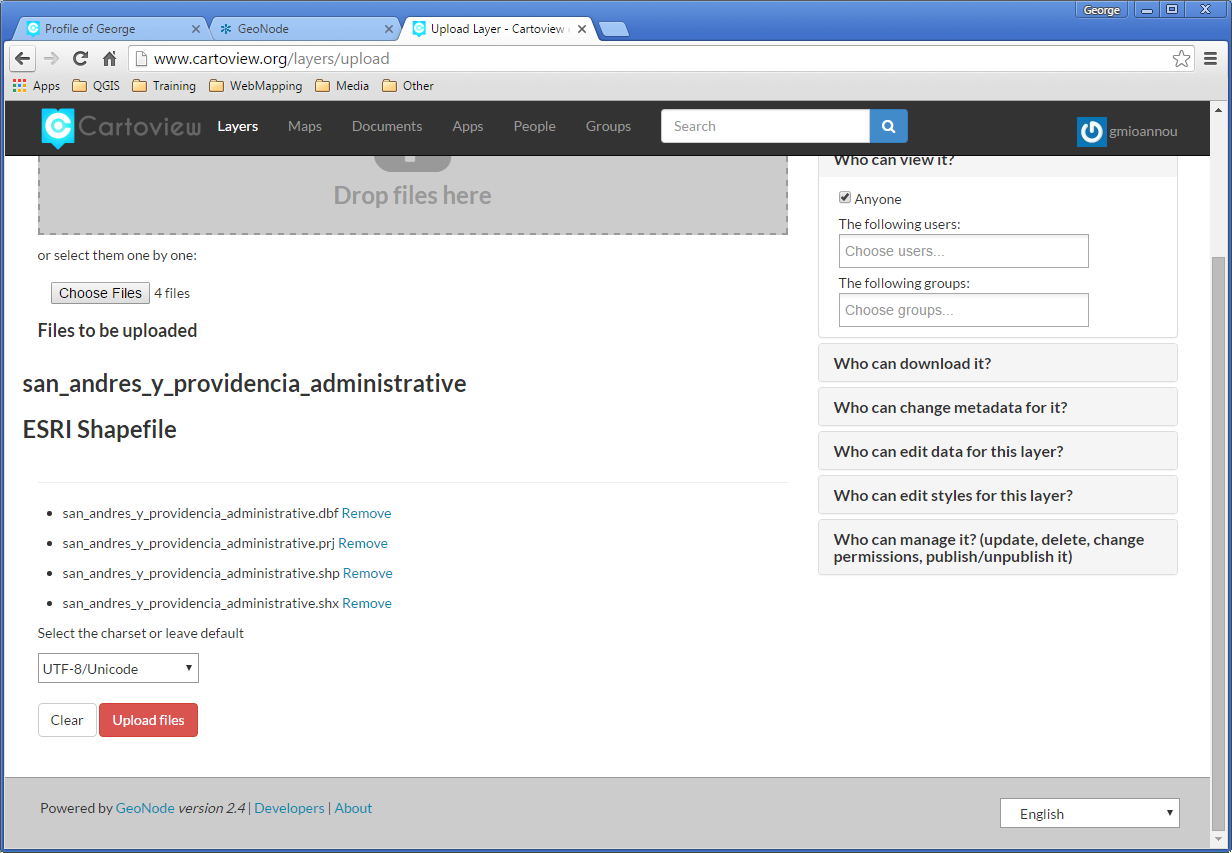 George
Profile of George
GeoNode
Upload Layer - Cartoview
www.cartoview.org/layers/upload
Apps QGIS Training WebMapping Media Other
Cartoview Layers Maps Documents Apps People Groups Search gmioannou
Drop files here
or select them one by one:
Choose Files 4 files
Files to be uploaded
san_andres_y_providencia_administrative
ESRI Shapefile
san_andres_y_providencia_administrative.dbf Remove
san_andres_y_providencia_administrative.prj Remove
san_andres_y_providencia_administrative.shp Remove
san_andres_y_providencia_administrative.shx Remove
Select the charset or leave default
UTF-8/Unicode
Clear Upload files
Who can view it?
Anyone
The following users:
Choose users...
The following groups:
Choose groups...
Who can download it?
Who can change metadata for it?
Who can edit data for this layer?
Who can edit styles for this layer?
Who can manage it? (update, delete, change
permissions, publish/unpublish it)
Powered by GeoNode version 2.4 | Developers | About
English